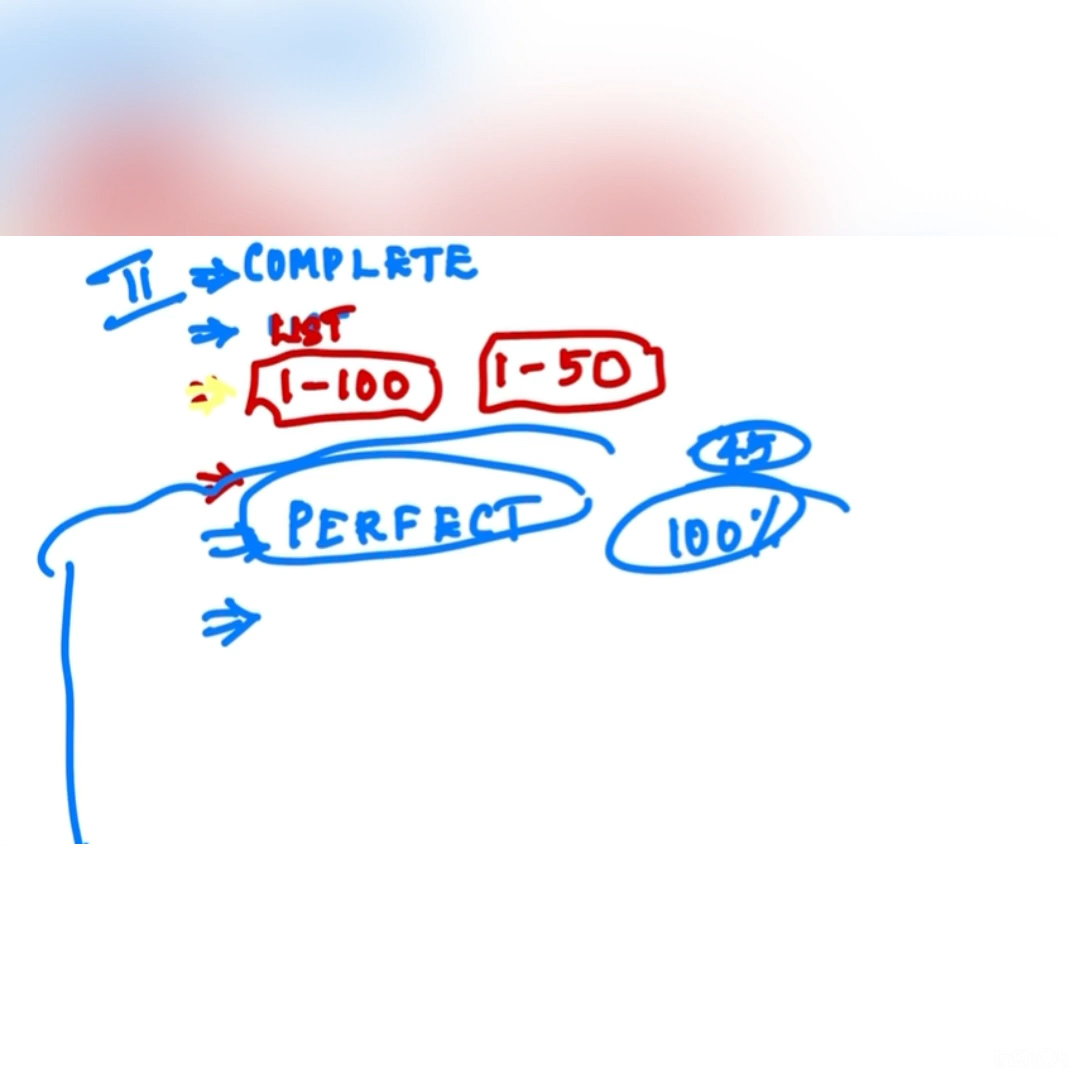 II ⇒ COMPLETE
⇒ LIST
⇒ 1-100 1-50
45
⇒ PERFECT 100%